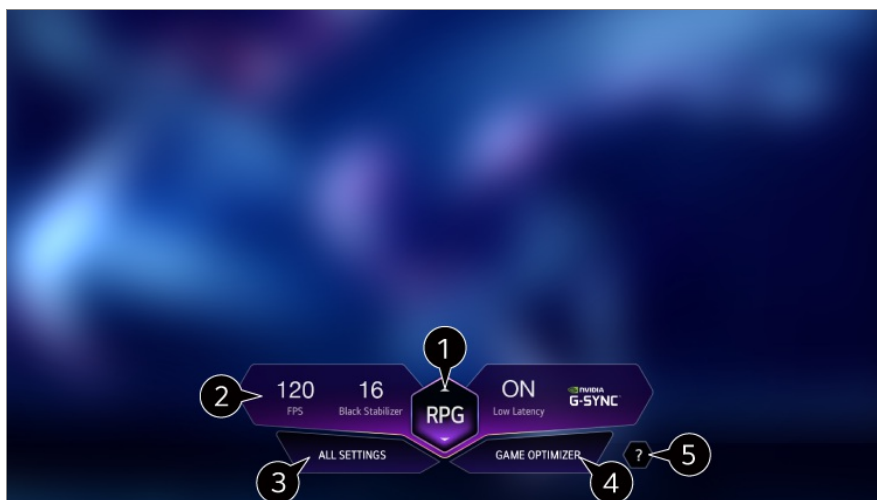 1
120 16 ON NVIDIA
2 FPS Black Stabilizer RPG Low Latency G-SYNC
ALL SETTINGS GAME OPTIMIZER ? 5
3 4